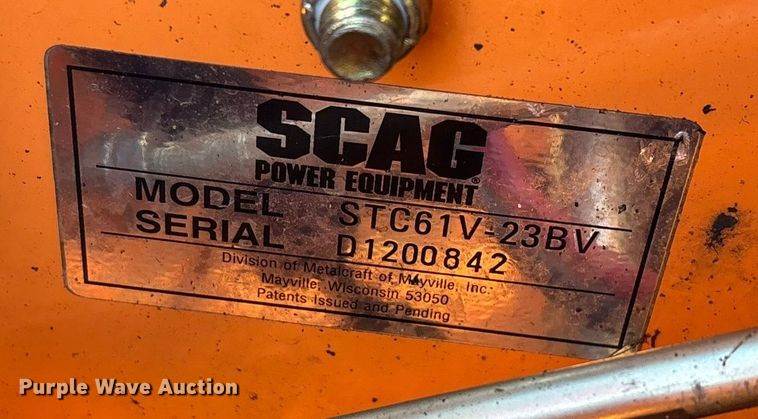 SCAG
POWER EQUIPMENT®
MODEL STC61V-23BV
SERIAL D1200842
Division of Metalcraft of Mayville, Inc.
Mayville, Wisconsin 53050
Patents Issued and Pending
Purple Wave Auction